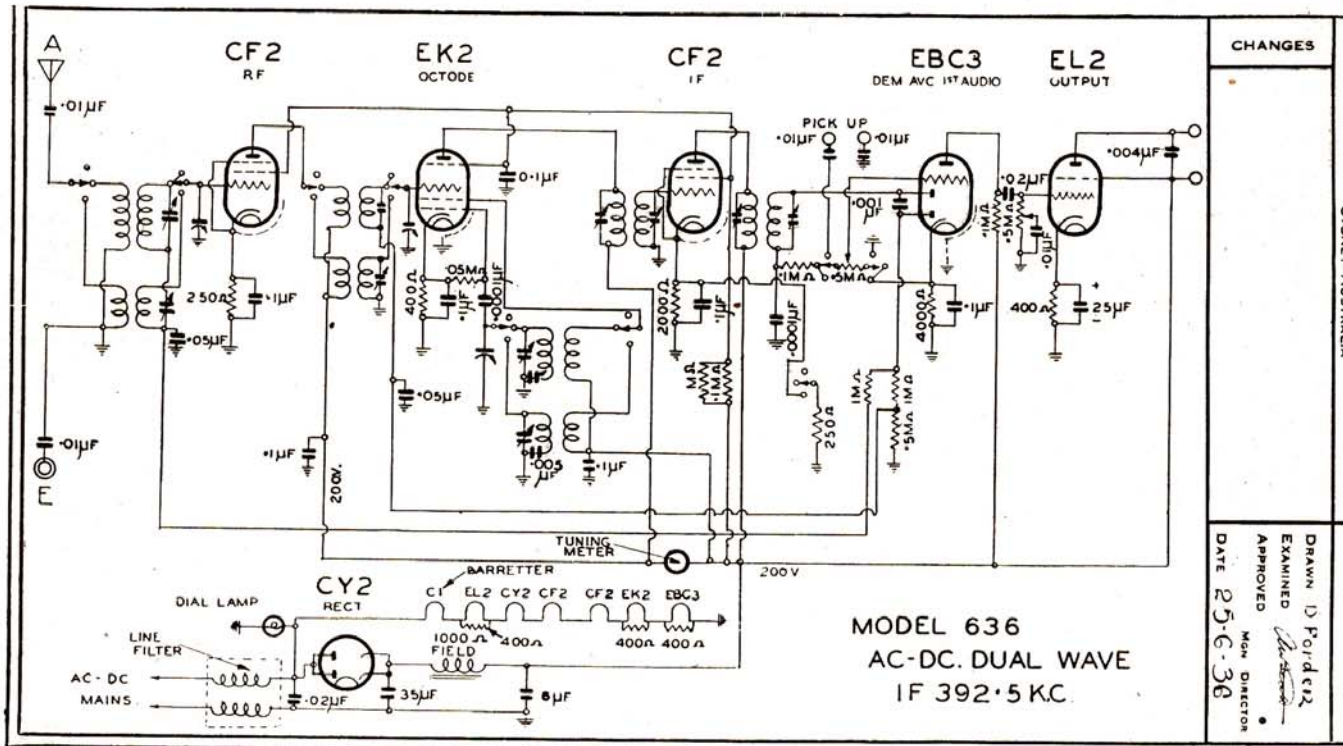 A
CF2
RF
EK2
OCTODE
CF2
IF
EBC3
DEM AVC 1ST AUDIO
EL2
OUTPUT
CHANGES
·01µF
PICK UP
·01µF
·01µF
·004µF
0·1µF
·001
µF
·02µF
·1MΩ
·5MΩ
·01µF
250Ω
·1µF
·05µF
·05MΩ
400Ω
·1µF
·001µF
2000Ω
·1µF
·1MΩ
·5MΩ
·0001µF
4000Ω
·1µF
400Ω
+
25µF
–
·05µF
1MΩ
·1MΩ
250Ω
1MΩ
1MΩ
·5MΩ
·01µF
E
·1µF
200V.
·005
µF
·1µF
TUNING
METER
200V
BARRETTER
C1
EL2
CY2
CF2
CF2
EK2
EBC3
CY2
RECT
DIAL LAMP
LINE
FILTER
1000Ω
400Ω
400Ω
400Ω
FIELD
AC-DC
MAINS
·02µF
35µF
8µF
MODEL 636
AC-DC. DUAL WAVE
IF 392·5 K.C.
DRAWN D Forder
EXAMINED
APPROVED
MGN DIRECTOR
DATE 25-6-36